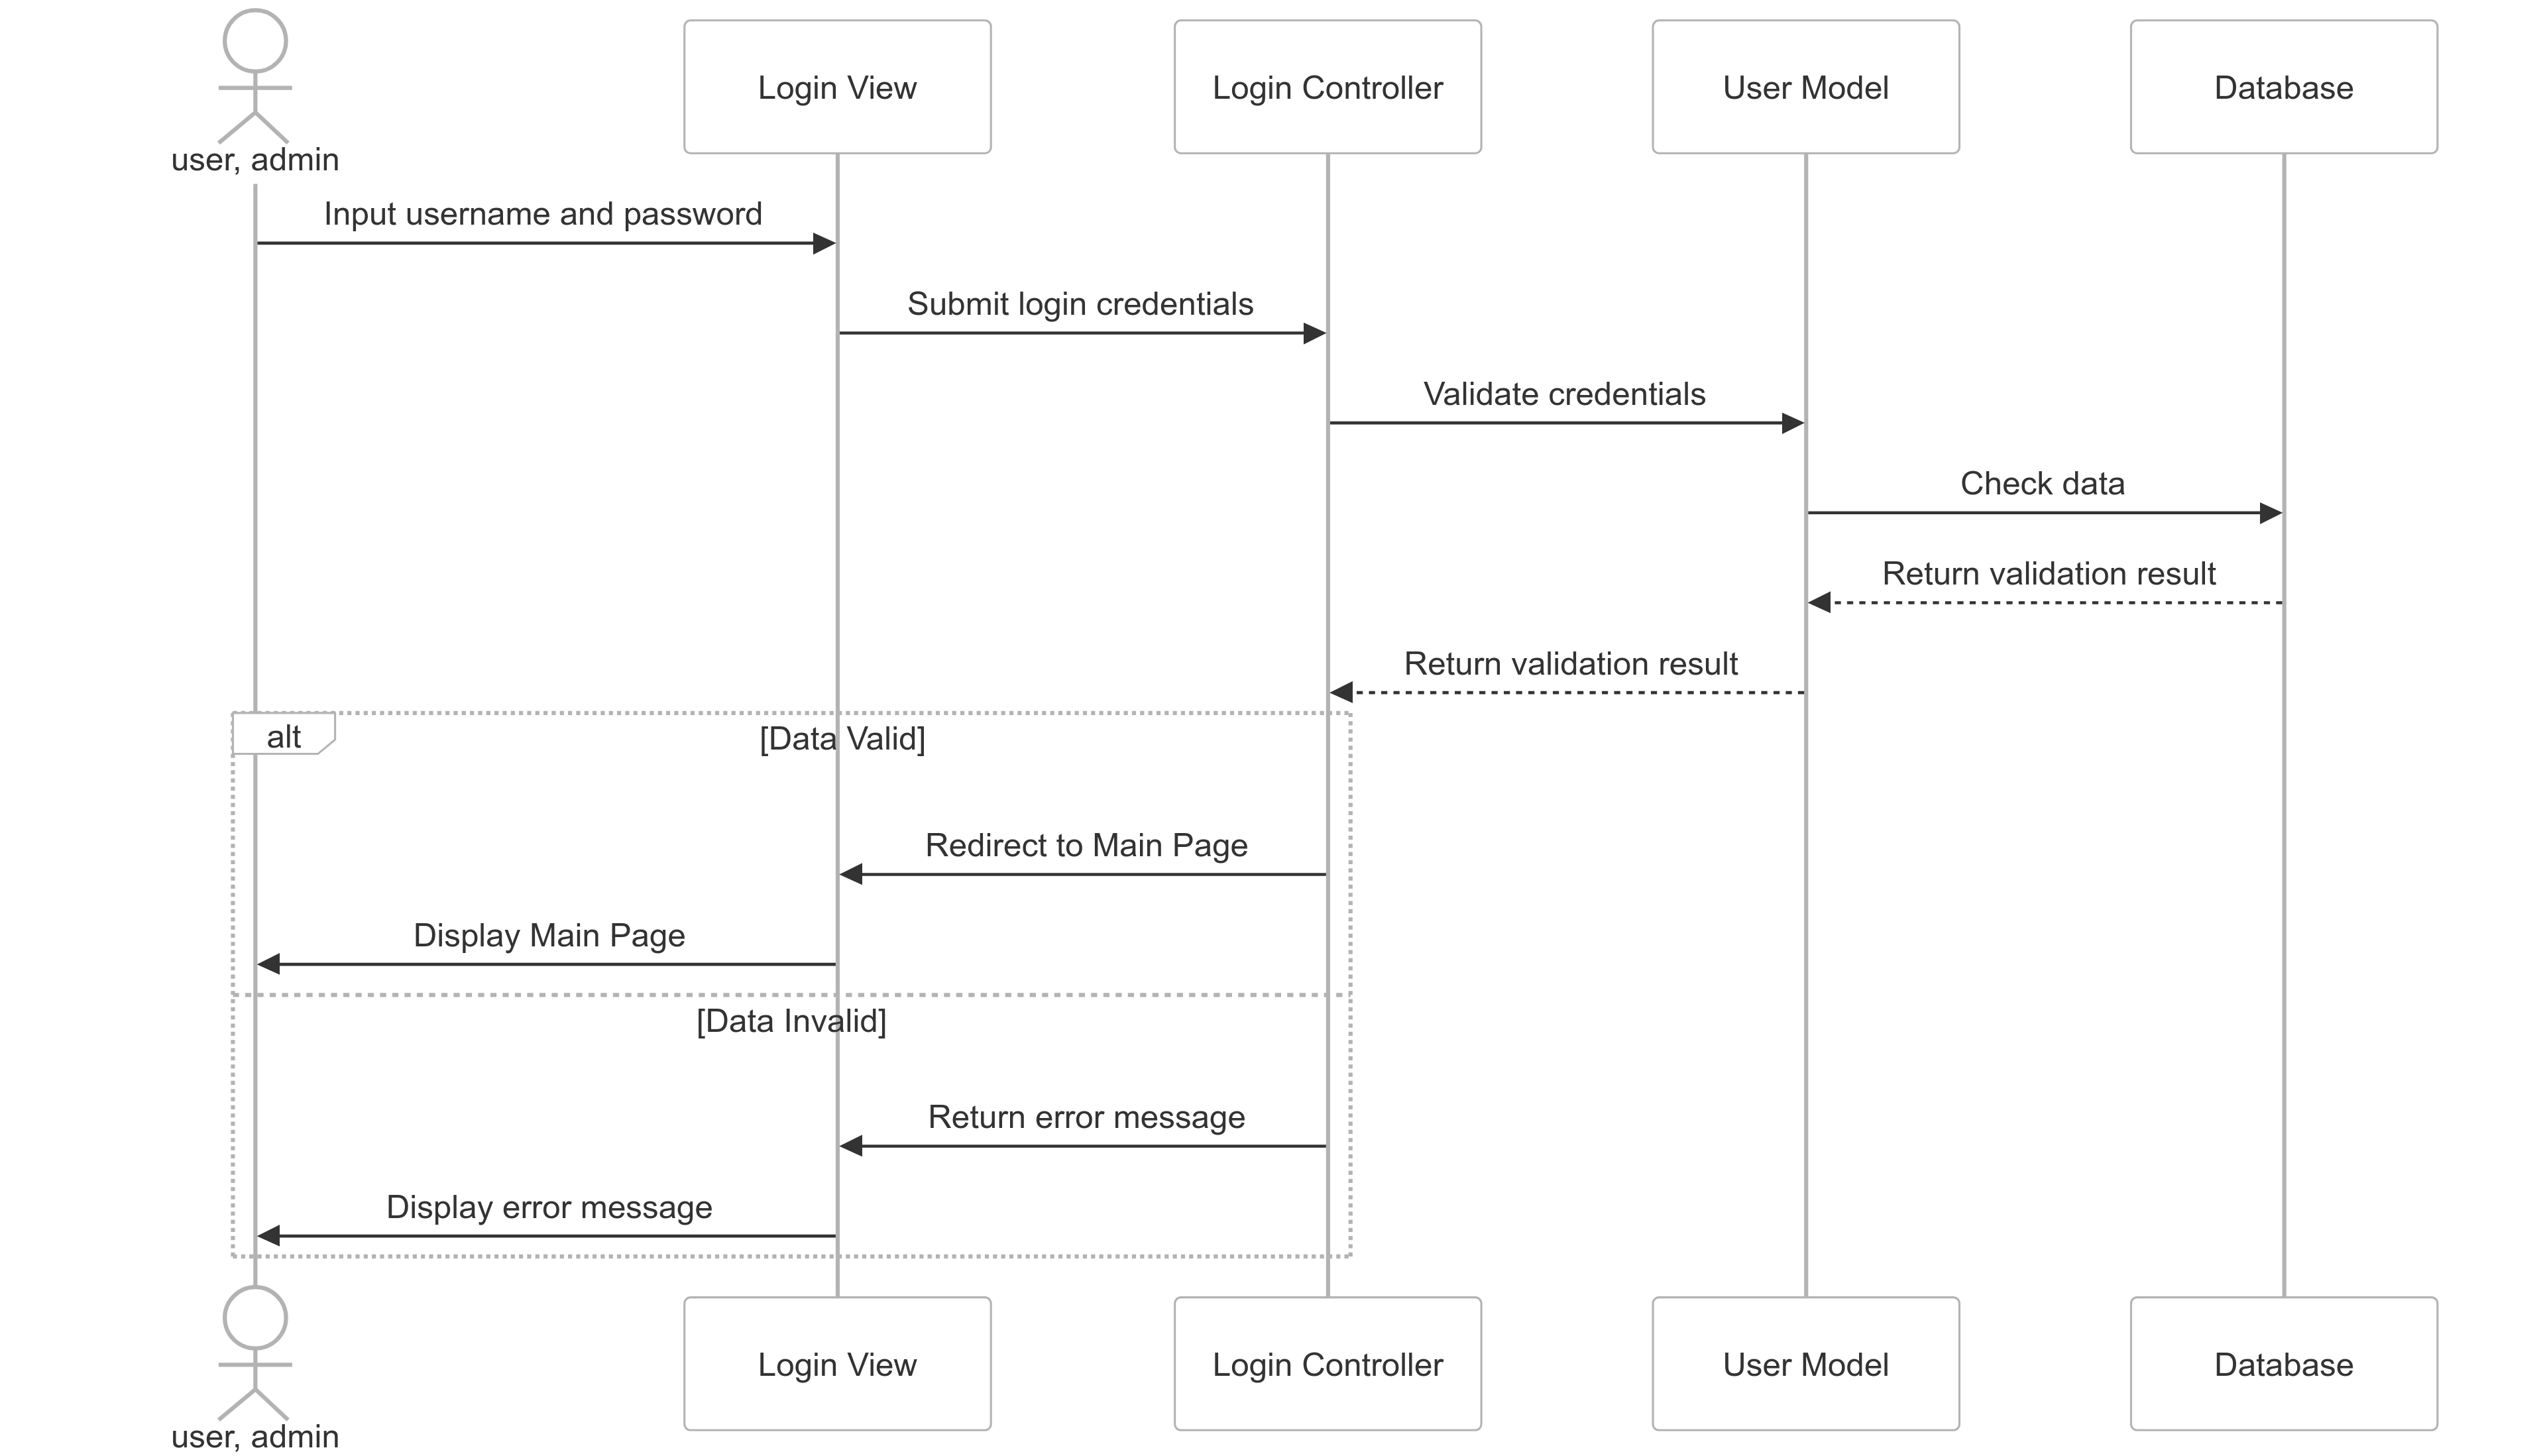 Login View
Login Controller
User Model
Database
user, admin
Input username and password
Submit login credentials
Validate credentials
Check data
Return validation result
Return validation result
alt
[Data Valid]
Redirect to Main Page
Display Main Page
[Data Invalid]
Return error message
Display error message
Login View
Login Controller
User Model
Database
user, admin